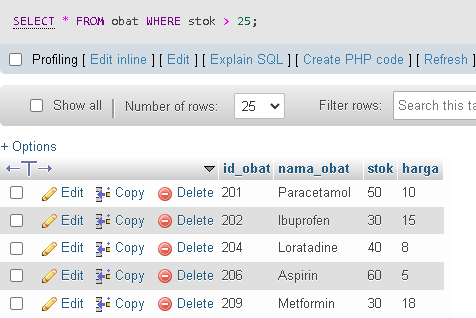 SELECT * FROM obat WHERE stok > 25;
Profiling [ Edit inline ] [ Edit ] [ Explain SQL ] [ Create PHP code ] [ Refresh ]
Show all Number of rows: 25 Filter rows: Search this ta
+ Options
←T→ id_obat nama_obat stok harga
Edit Copy Delete 201 Paracetamol 50 10
Edit Copy Delete 202 Ibuprofen 30 15
Edit Copy Delete 204 Loratadine 40 8
Edit Copy Delete 206 Aspirin 60 5
Edit Copy Delete 209 Metformin 30 18